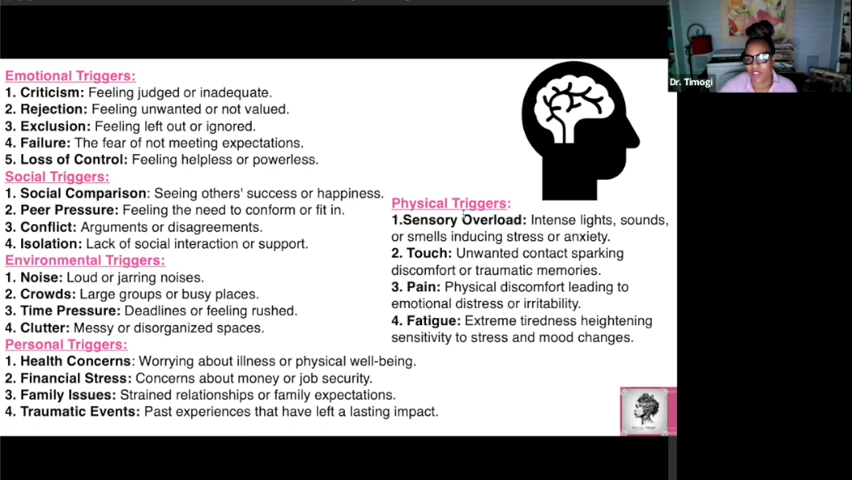 Emotional Triggers:
1. Criticism: Feeling judged or inadequate.
2. Rejection: Feeling unwanted or not valued.
3. Exclusion: Feeling left out or ignored.
4. Failure: The fear of not meeting expectations.
5. Loss of Control: Feeling helpless or powerless.
Social Triggers:
1. Social Comparison: Seeing others' success or happiness.
2. Peer Pressure: Feeling the need to conform or fit in.
3. Conflict: Arguments or disagreements.
4. Isolation: Lack of social interaction or support.
Environmental Triggers:
1. Noise: Loud or jarring noises.
2. Crowds: Large groups or busy places.
3. Time Pressure: Deadlines or feeling rushed.
4. Clutter: Messy or disorganized spaces.
Personal Triggers:
1. Health Concerns: Worrying about illness or physical well-being.
2. Financial Stress: Concerns about money or job security.
3. Family Issues: Strained relationships or family expectations.
4. Traumatic Events: Past experiences that have left a lasting impact.
Physical Triggers:
1.Sensory Overload: Intense lights, sounds,
or smells inducing stress or anxiety.
2. Touch: Unwanted contact sparking
discomfort or traumatic memories.
3. Pain: Physical discomfort leading to
emotional distress or irritability.
4. Fatigue: Extreme tiredness heightening
sensitivity to stress and mood changes.
Dr. Timogi